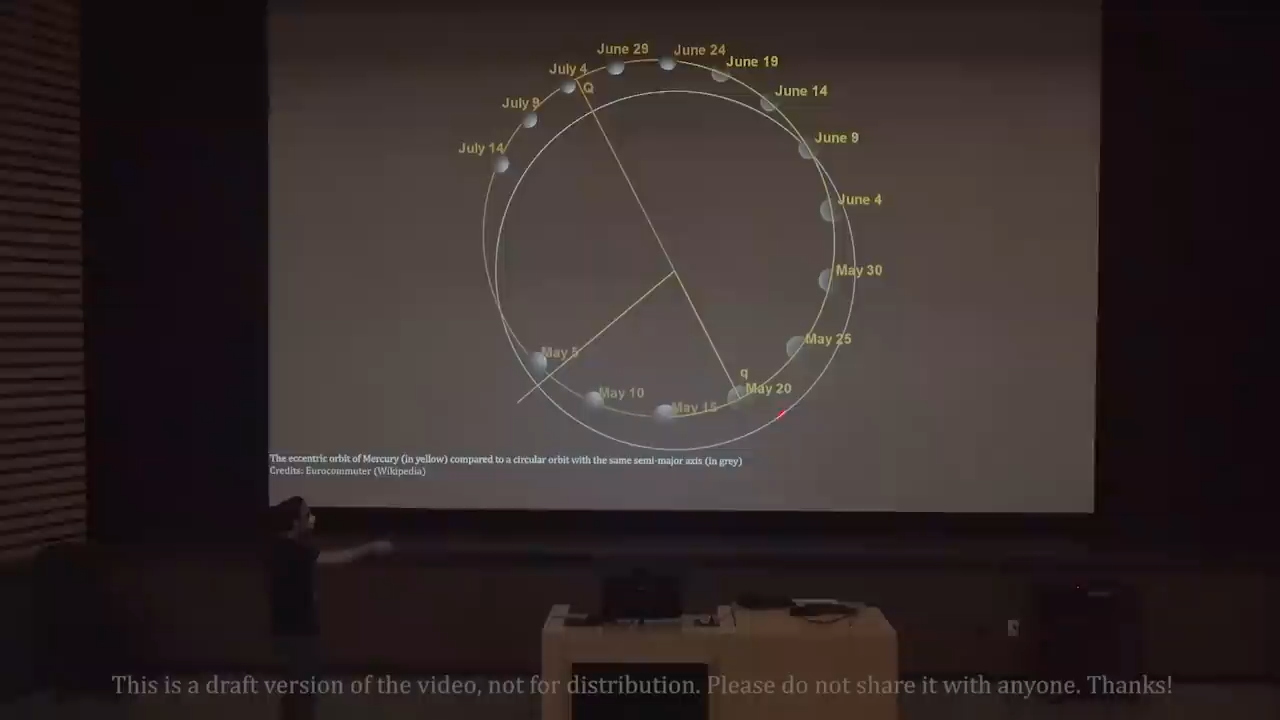 June 29
June 24
June 19
July 4
Q
June 14
July 9
June 9
July 14
June 4
May 30
May 25
May 5
q
May 20
May 10
May 15
The eccentric orbit of Mercury (in yellow) compared to a circular orbit with the same semi-major axis (in grey)
Credits: Eurocommuter (Wikipedia)
This is a draft version of the video, not for distribution. Please do not share it with anyone. Thanks!